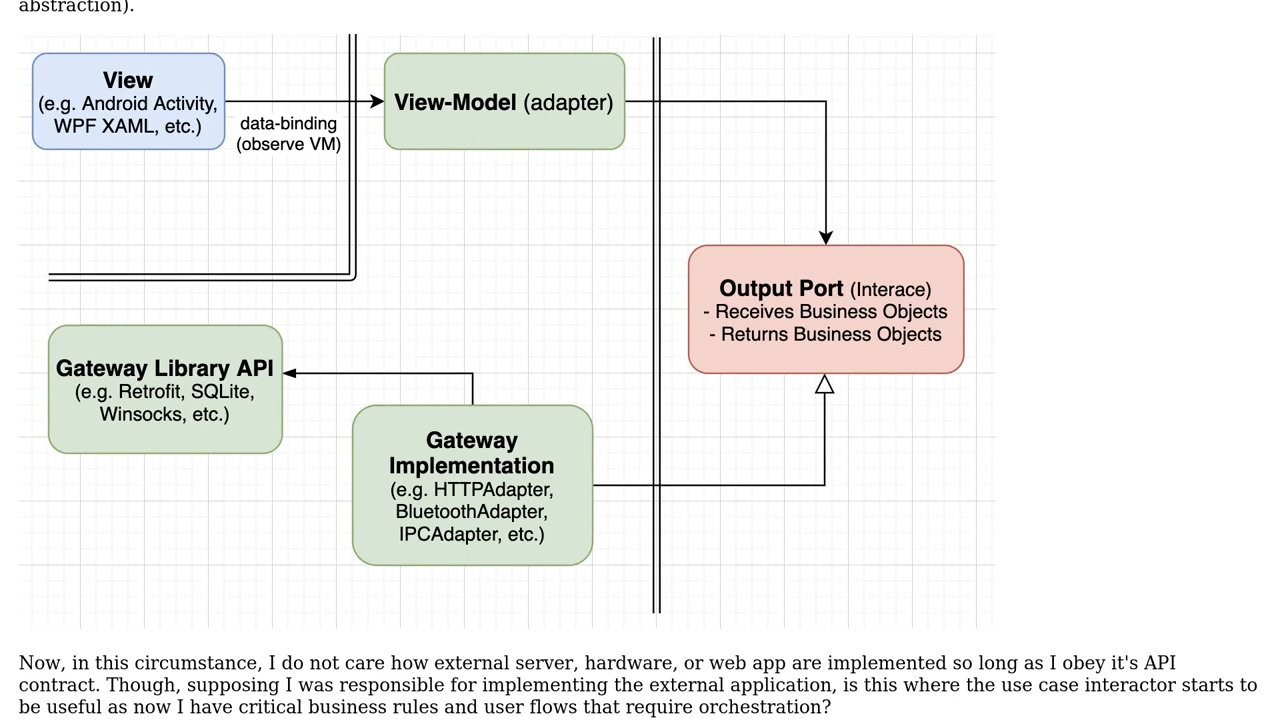 abstraction).
View
(e.g. Android Activity,
WPF XAML, etc.)
data-binding
(observe VM)
View-Model (adapter)
Output Port (Interace)
- Receives Business Objects
- Returns Business Objects
Gateway Library API
(e.g. Retrofit, SQLite,
Winsocks, etc.)
Gateway
Implementation
(e.g. HTTPAdapter,
BluetoothAdapter,
IPCAdapter, etc.)
Now, in this circumstance, I do not care how external server, hardware, or web app are implemented so long as I obey it's API
contract. Though, supposing I was responsible for implementing the external application, is this where the use case interactor starts to
be useful as now I have critical business rules and user flows that require orchestration?